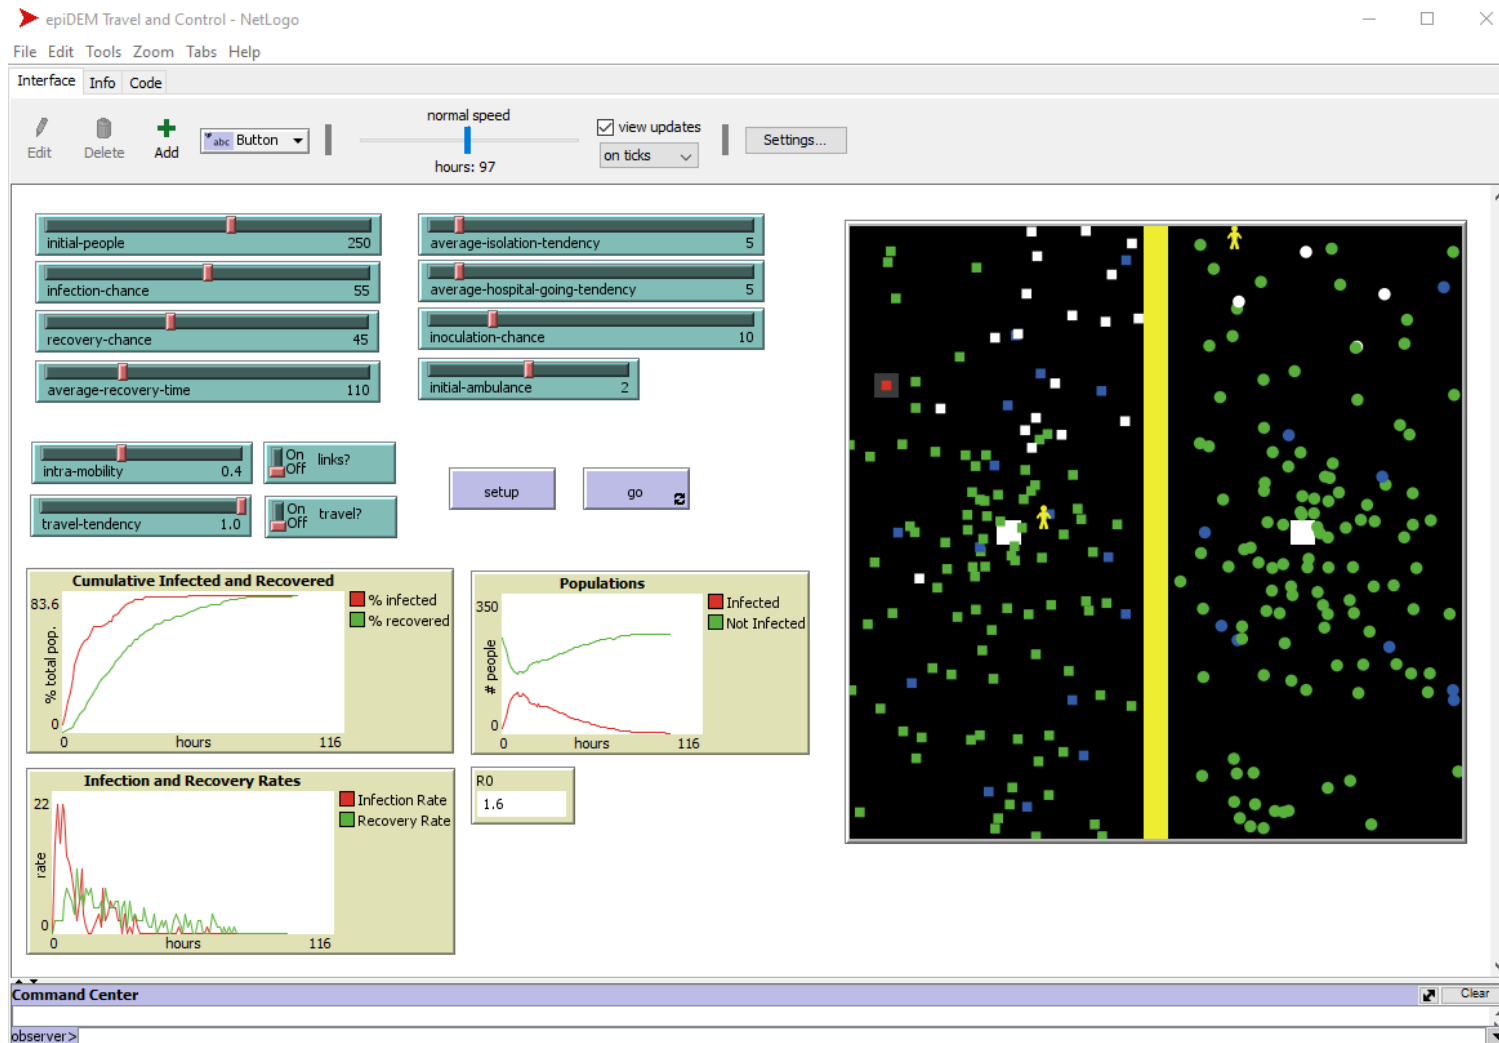 epiDEM Travel and Control - NetLogo
File Edit Tools Zoom Tabs Help
Interface Info Code
Edit Delete Add abc Button
normal speed
hours: 97
view updates
on ticks
Settings...
initial-people 250
infection-chance 55
recovery-chance 45
average-recovery-time 110
average-isolation-tendency 5
average-hospital-going-tendency 5
inoculation-chance 10
initial-ambulance 2
intra-mobility 0.4
On
Off
links?
travel-tendency 1.0
On
Off
travel?
setup
go
Cumulative Infected and Recovered
83.6
% total pop.
0
0 hours 116
% infected
% recovered
Populations
350
# people
0
0 hours 116
Infected
Not Infected
Infection and Recovery Rates
22
rate
0
0 hours 116
Infection Rate
Recovery Rate
R0
1.6
Command Center
Clear
observer>